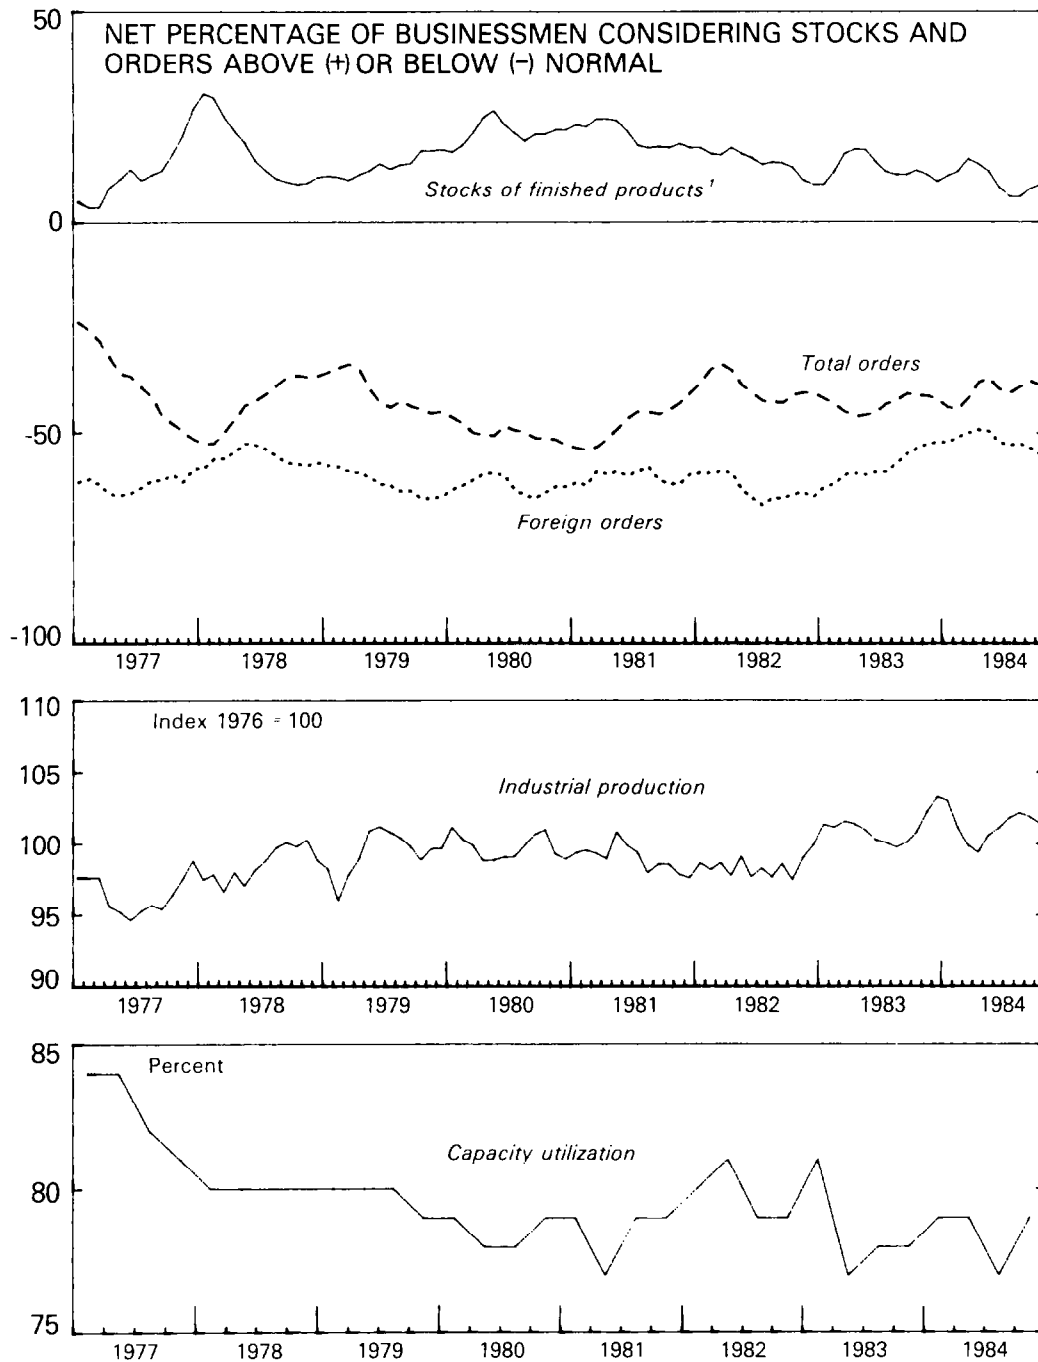 NET PERCENTAGE OF BUSINESSMEN CONSIDERING STOCKS AND
ORDERS ABOVE (+) OR BELOW (−) NORMAL
50
Stocks of finished products¹
0
Total orders
-50
Foreign orders
-100
1977 1978 1979 1980 1981 1982 1983 1984
110
Index 1976 = 100
105
Industrial production
100
95
90
1977 1978 1979 1980 1981 1982 1983 1984
85
Percent
Capacity utilization
80
75
1977 1978 1979 1980 1981 1982 1983 1984